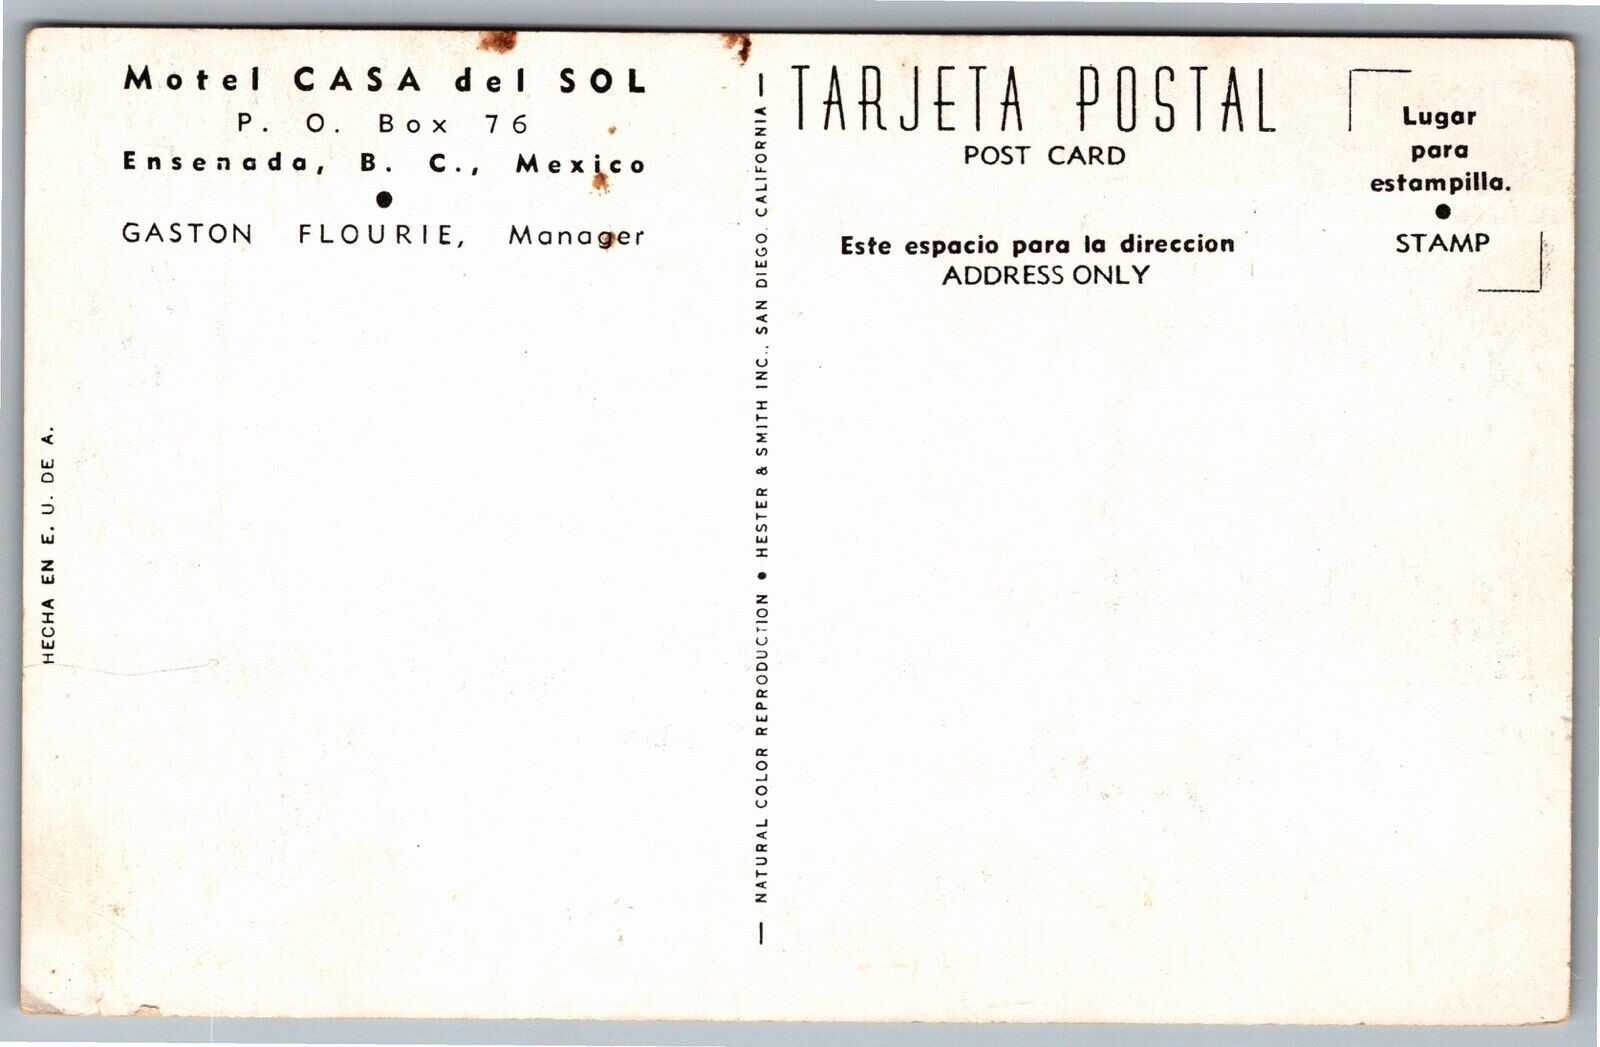 Motel CASA del SOL
P. O. Box 76
Ensenada, B. C., Mexico
●
GASTON FLOURIE, Manager
HECHA EN E. U. DE A.
— NATURAL COLOR REPRODUCTION • HESTER & SMITH INC., SAN DIEGO, CALIFORNIA —
TARJETA POSTAL
POST CARD
Este espacio para la direccion
ADDRESS ONLY
Lugar
para
estampilla.
●
STAMP